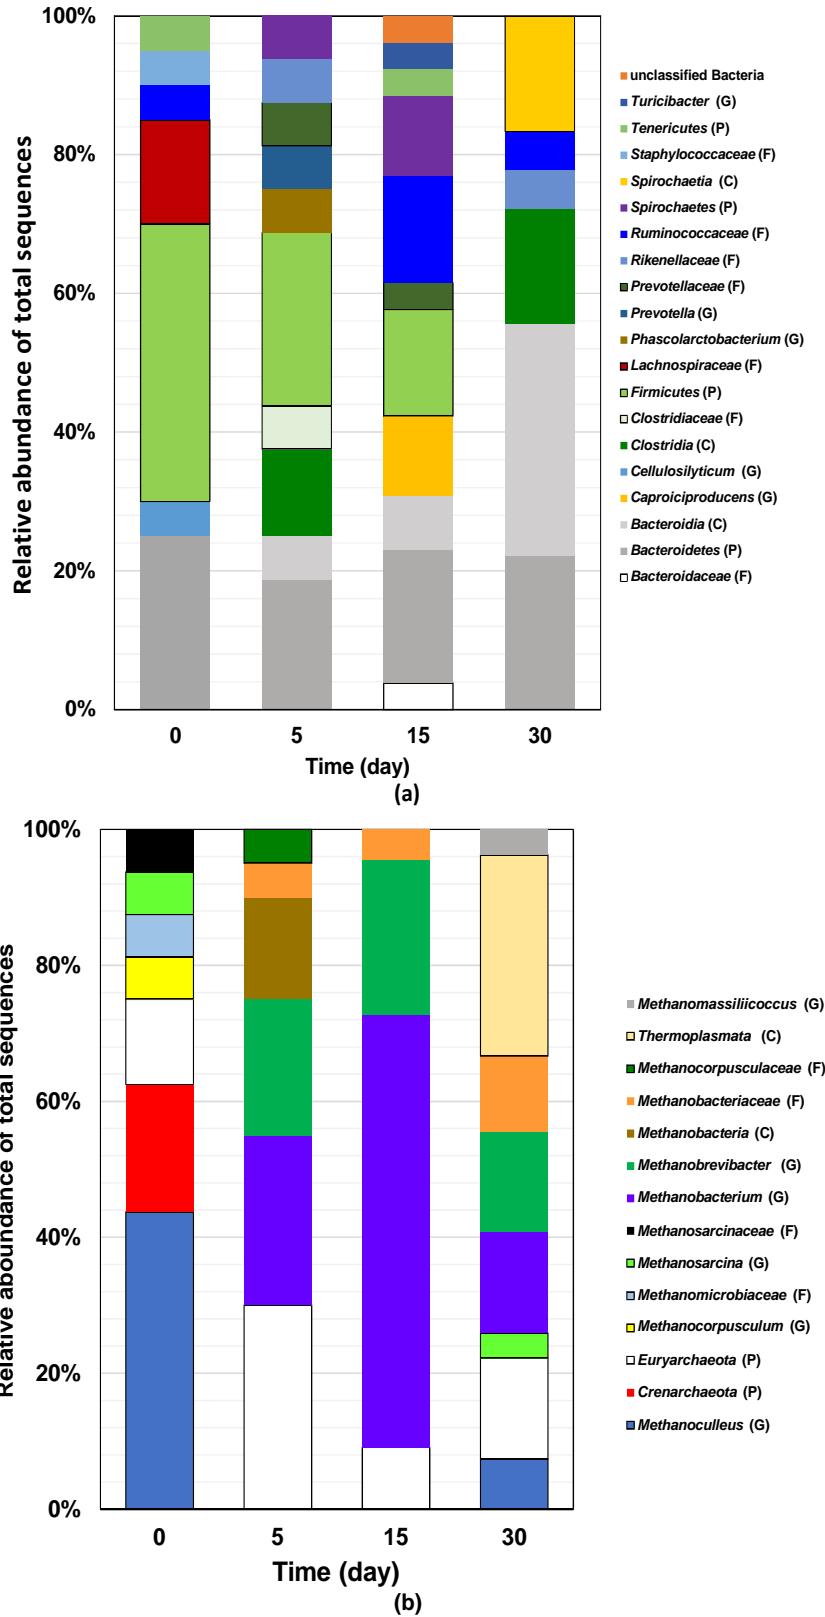 100%
80%
60%
40%
20%
0%
Relative abundance of total sequences
0 5 15 30
Time (day)
(a)
unclassified Bacteria
Turicibacter (G)
Tenericutes (P)
Staphylococcaceae (F)
Spirochaetia (C)
Spirochaetes (P)
Ruminococcaceae (F)
Rikenellaceae (F)
Prevotellaceae (F)
Prevotella (G)
Phascolarctobacterium (G)
Lachnospiraceae (F)
Firmicutes (P)
Clostridiaceae (F)
Clostridia (C)
Cellulosilyticum (G)
Caproiciproducens (G)
Bacteroidia (C)
Bacteroidetes (P)
Bacteroidaceae (F)
100%
80%
60%
40%
20%
0%
Relative aboundance of total sequences
0 5 15 30
Time (day)
(b)
Methanomassiliicoccus (G)
Thermoplasmata (C)
Methanocorpusculaceae (F)
Methanobacteriaceae (F)
Methanobacteria (C)
Methanobrevibacter (G)
Methanobacterium (G)
Methanosarcinaceae (F)
Methanosarcina (G)
Methanomicrobiaceae (F)
Methanocorpusculum (G)
Euryarchaeota (P)
Crenarchaeota (P)
Methanoculleus (G)